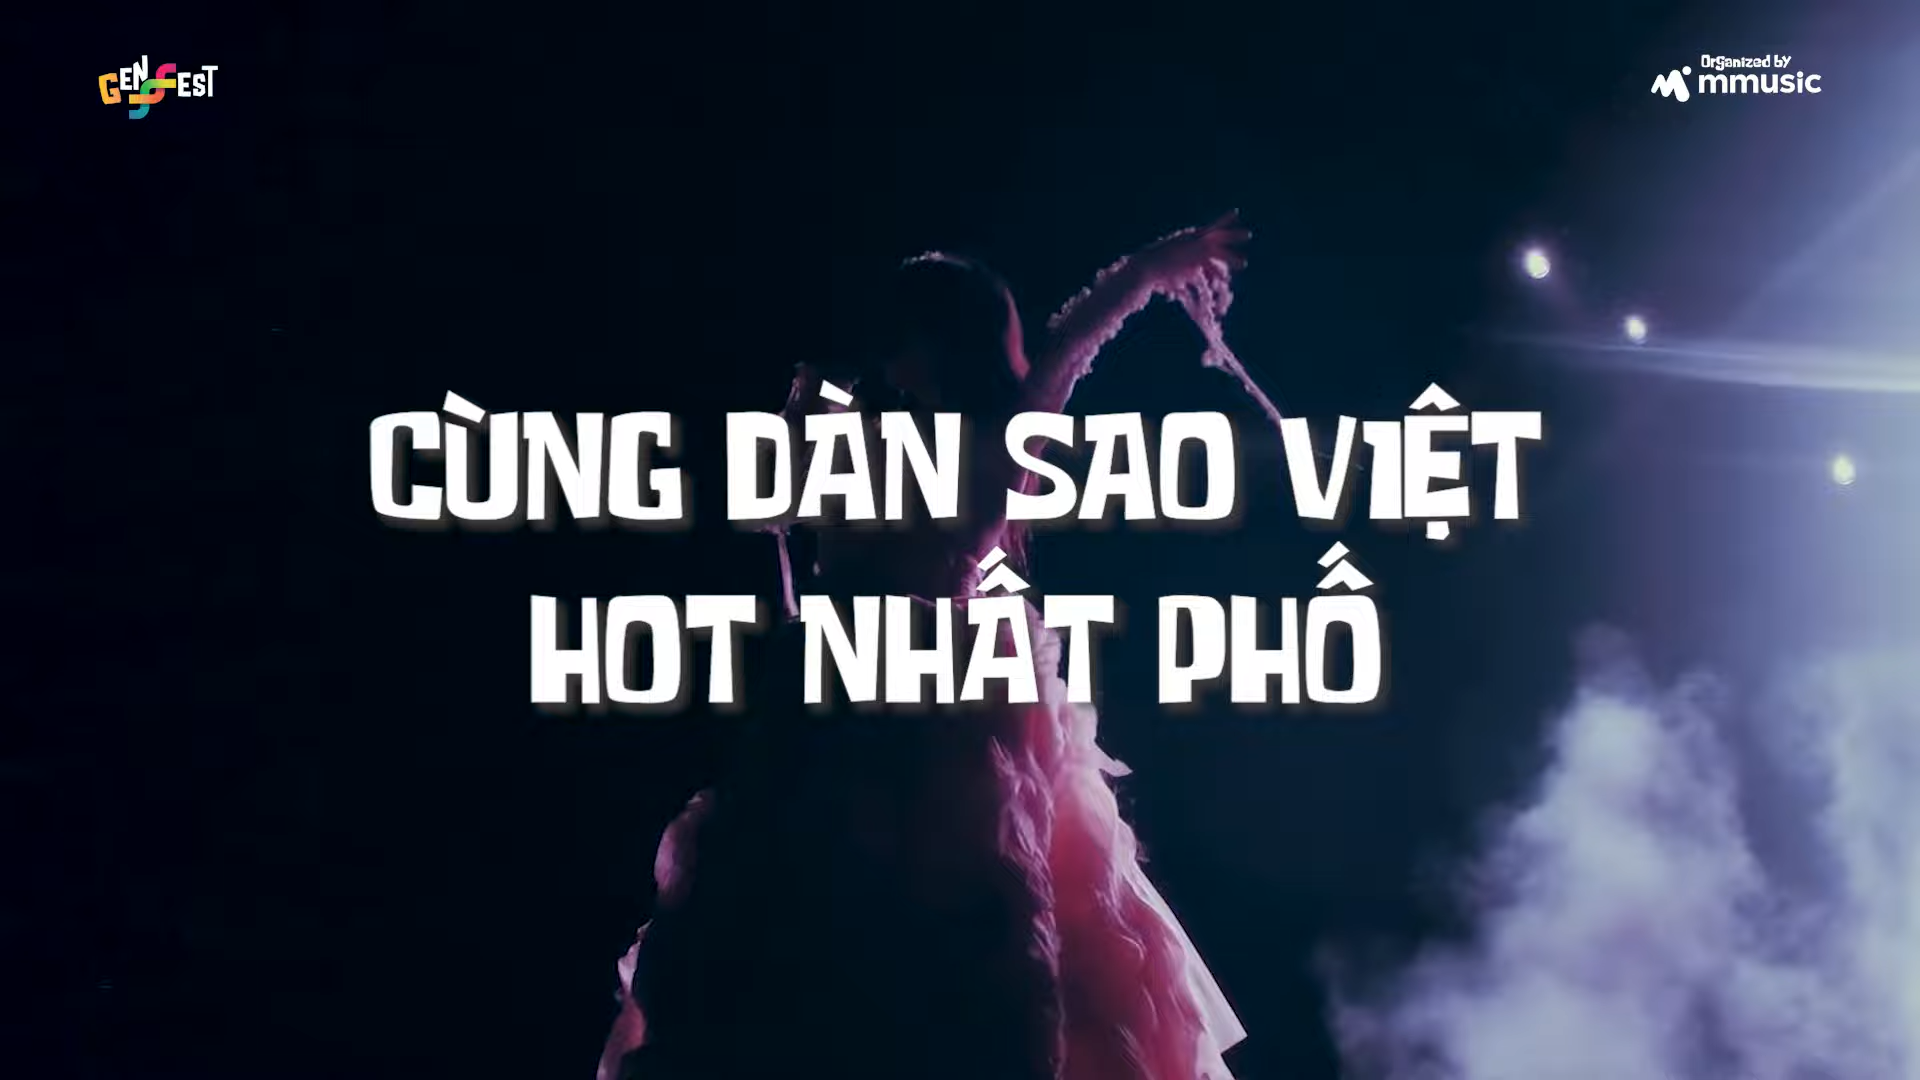 GENFEST
Organized by
mmusic
CÙNG DÀN SAO VIỆT
HOT NHẤT PHỐ